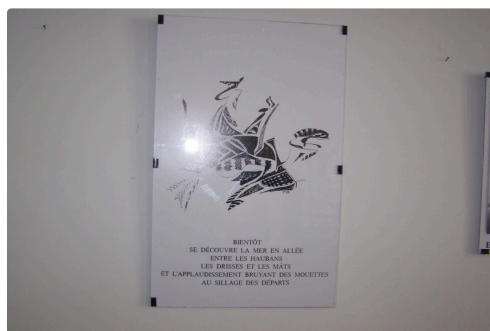 BIENTÔT
SE DÉCOUVRE LA MER EN ALLÉE
ENTRE LES HAUBANS
LES DRISSES ET LES MÂTS
ET L'APPLAUDISSEMENT BRUYANT DES MOUETTES
AU SILLAGE DES DÉPARTS